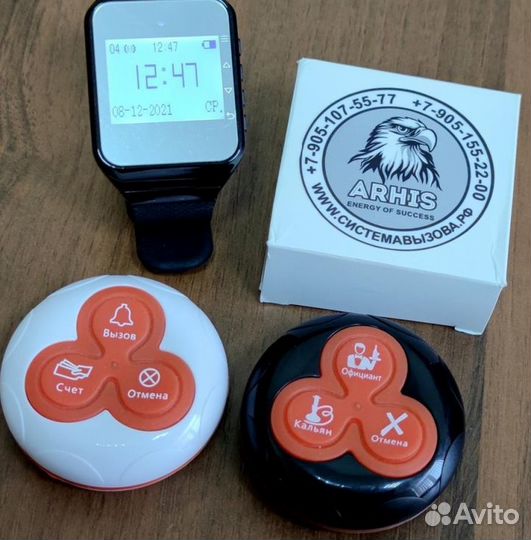 04 12:47
12:47
08-12-2021 СР.
+7-905-107-55-77 +7-905-155-22-00
ARHIS
ENERGY OF SUCCESS
WWW.СИСТЕМАВЫЗОВА.РФ
Вызов
Счет
Отмена
Официант
Кальян
Отмена
Avito